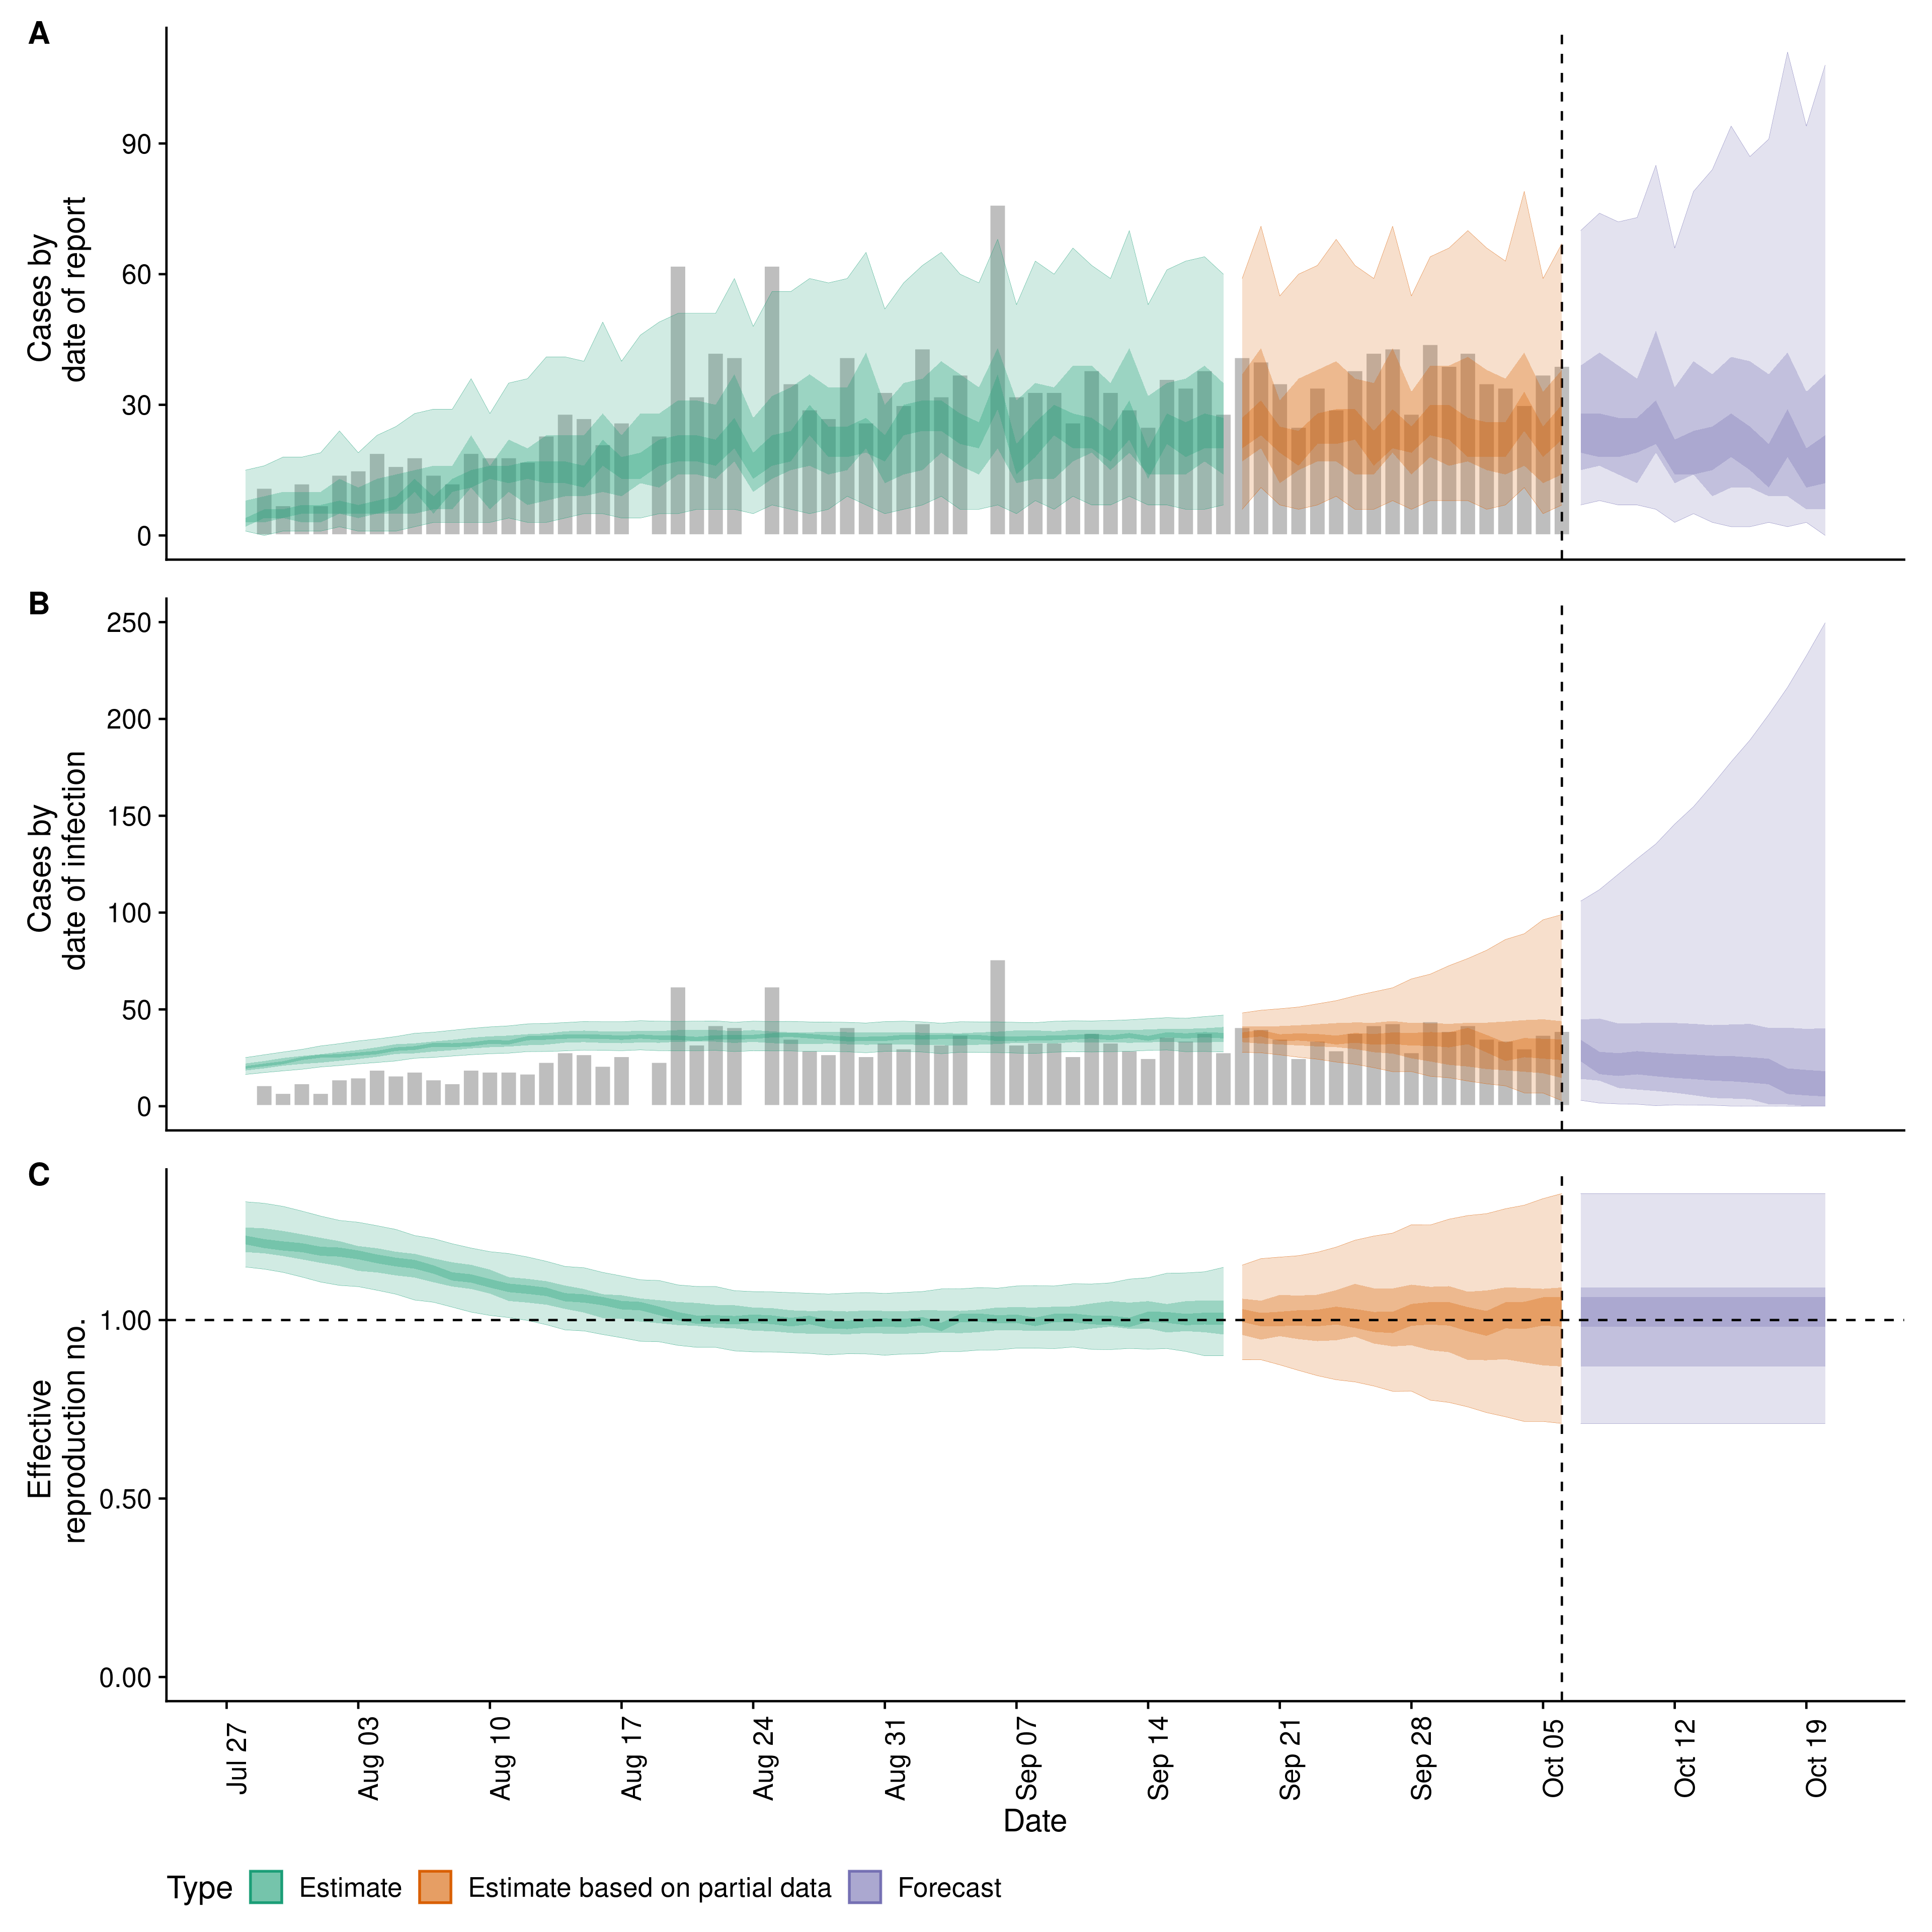 A
Cases by
date of report
90
60
30
0
B
Cases by
date of infection
250
200
150
100
50
0
C
Effective
reproduction no.
1.00
0.50
0.00
Jul 27
Aug 03
Aug 10
Aug 17
Aug 24
Aug 31
Sep 07
Sep 14
Sep 21
Sep 28
Oct 05
Oct 12
Oct 19
Date
Type Estimate Estimate based on partial data Forecast